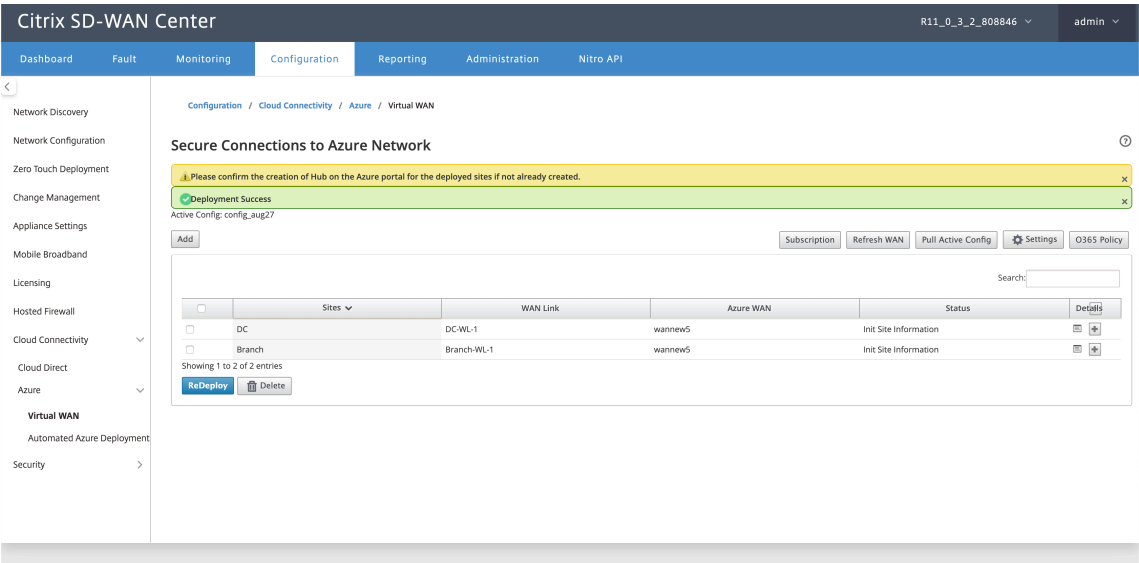 Citrix SD-WAN Center
R11_0_3_2_808846
admin
Dashboard Fault Monitoring Configuration Reporting Administration Nitro API
Network Discovery
Network Configuration
Zero Touch Deployment
Change Management
Appliance Settings
Mobile Broadband
Licensing
Hosted Firewall
Cloud Connectivity
Cloud Direct
Azure
Virtual WAN
Automated Azure Deployment
Security
Configuration / Cloud Connectivity / Azure / Virtual WAN
Secure Connections to Azure Network
Please confirm the creation of Hub on the Azure portal for the deployed sites if not already created.
Deployment Success
Active Config: config_aug27
Add Subscription Refresh WAN Pull Active Config Settings O365 Policy
Search:
Sites WAN Link Azure WAN Status Details
DC DC-WL-1 wannew5 Init Site Information
Branch Branch-WL-1 wannew5 Init Site Information
Showing 1 to 2 of 2 entries
ReDeploy Delete